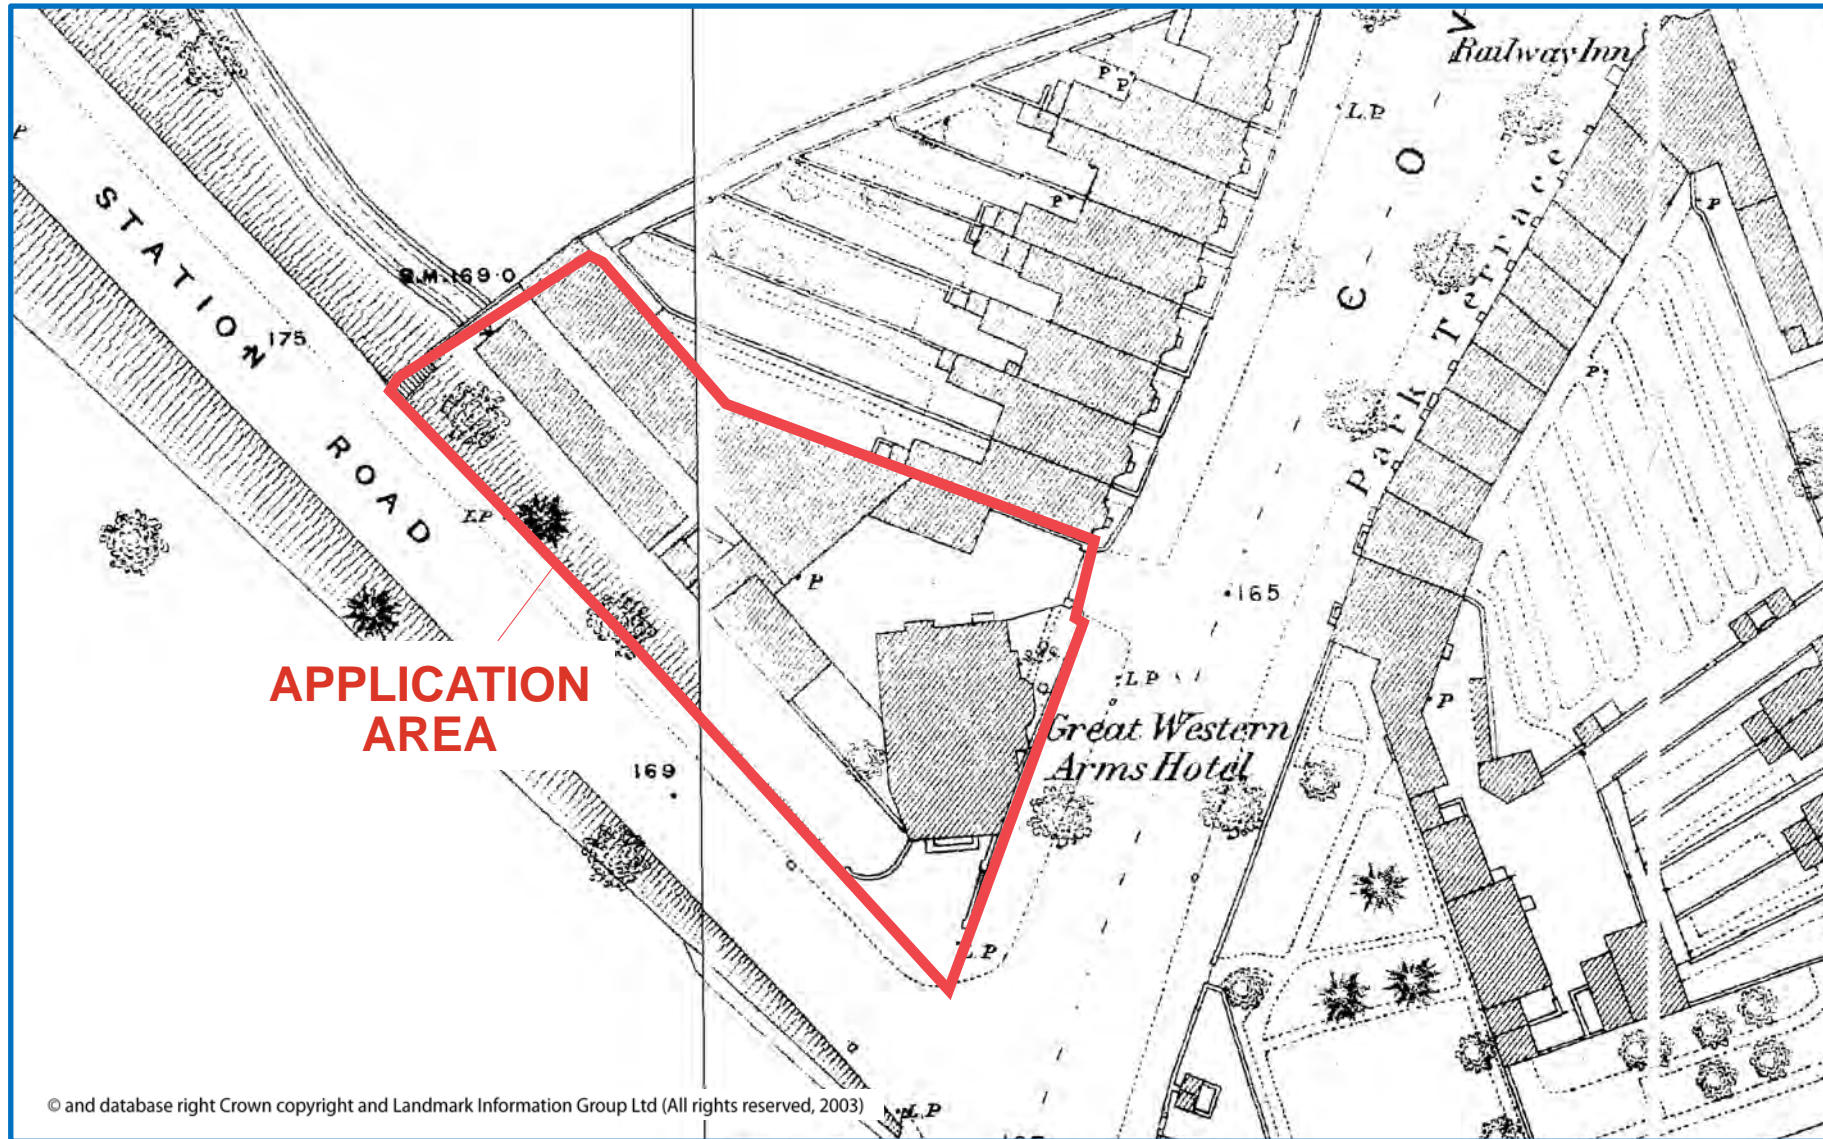 Railway Inn
P
P
L.P.
C O V
P
P
P
Park Terrace
B.M. 169.0
STATION
ROAD
175
L.P
P
P
165
L.P
P
APPLICATION
AREA
Great Western
Arms Hotel
169
L.P
L.P
© and database right Crown copyright and Landmark Information Group Ltd (All rights reserved, 2003)